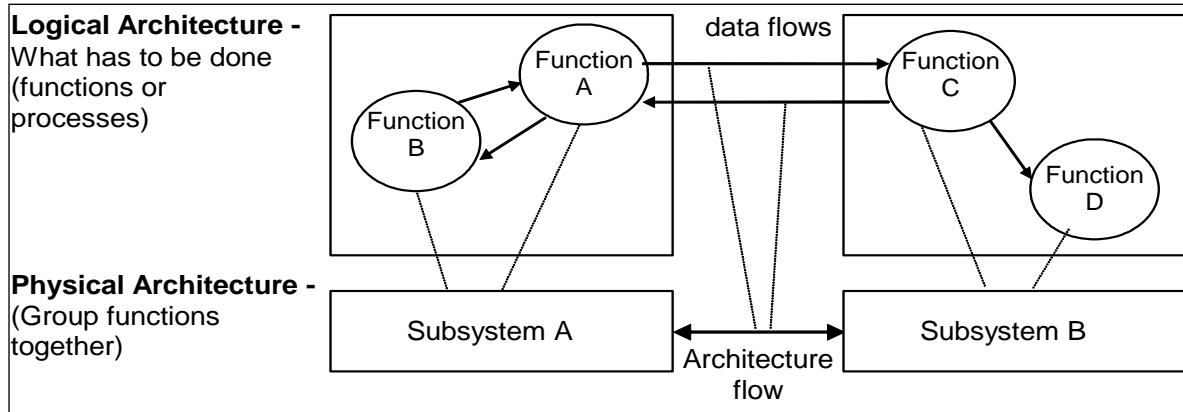 Logical Architecture -
What has to be done
(functions or
processes)
Function
A
Function
B
data flows
Function
C
Function
D
Physical Architecture -
(Group functions
together)
Subsystem A
Architecture
flow
Subsystem B